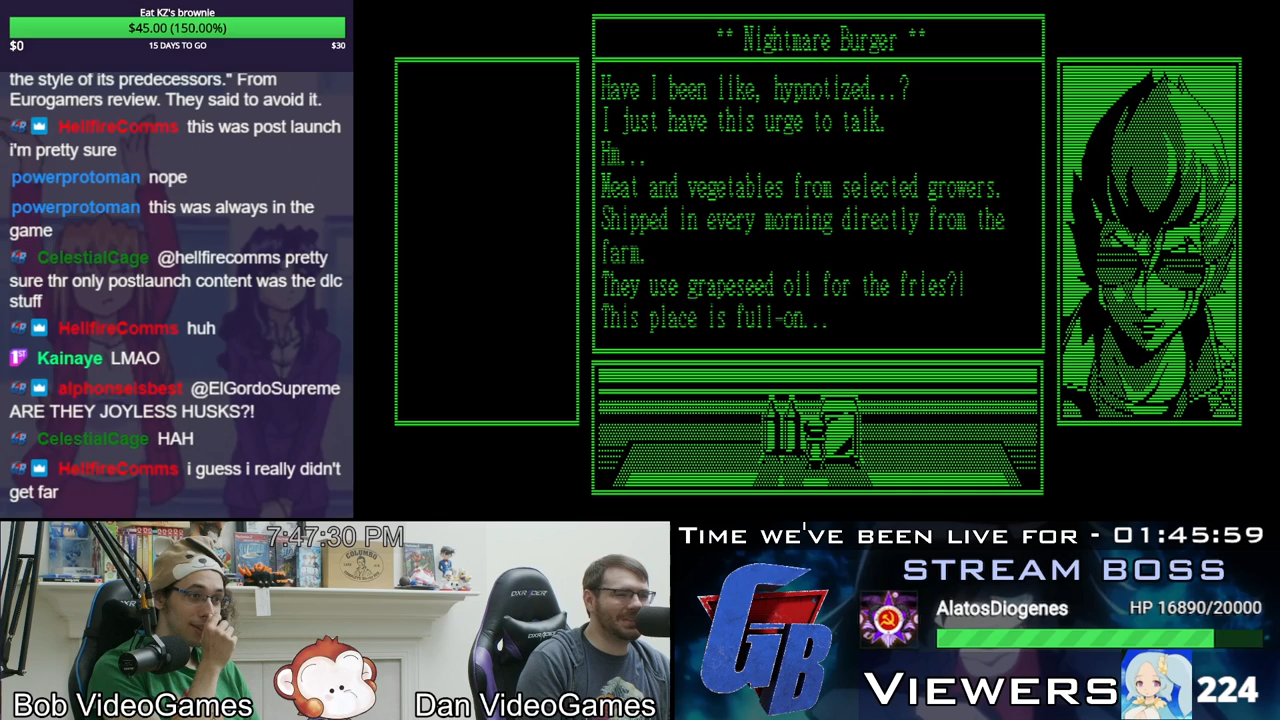 Eat KZ's brownie
$45.00 (150.00%)
$0
15 DAYS TO GO
$30
the style of its predecessors." From
Eurogamers review. They said to avoid it.
HellfireComms this was post launch
i'm pretty sure
powerprotoman nope
powerprotoman this was always in the
game
CelestialCage @hellfirecomms pretty
sure thr only postlaunch content was the dlc
stuff
HellfireComms huh
1ST Kainaye LMAO
alphonseisbest @ElGordoSupreme
ARE THEY JOYLESS HUSKS?!
CelestialCage HAH
HellfireComms i guess i really didn't
get far
** Nightmare Burger **
Have I been like, hypnotized...?
I just have this urge to talk.
Hm...
Meat and vegetables from selected growers.
Shipped in every morning directly from the
farm.
They use grapeseed oil for the fries?!
This place is full-on...
7:47:30 PM
COLUMBO
DXRACER
DXRACER
Bob VideoGames
Dan VideoGames
Time we've been live for - 01:45:59
STREAM BOSS
GB
AlatosDiogenes
HP 16890/20000
Viewers
224